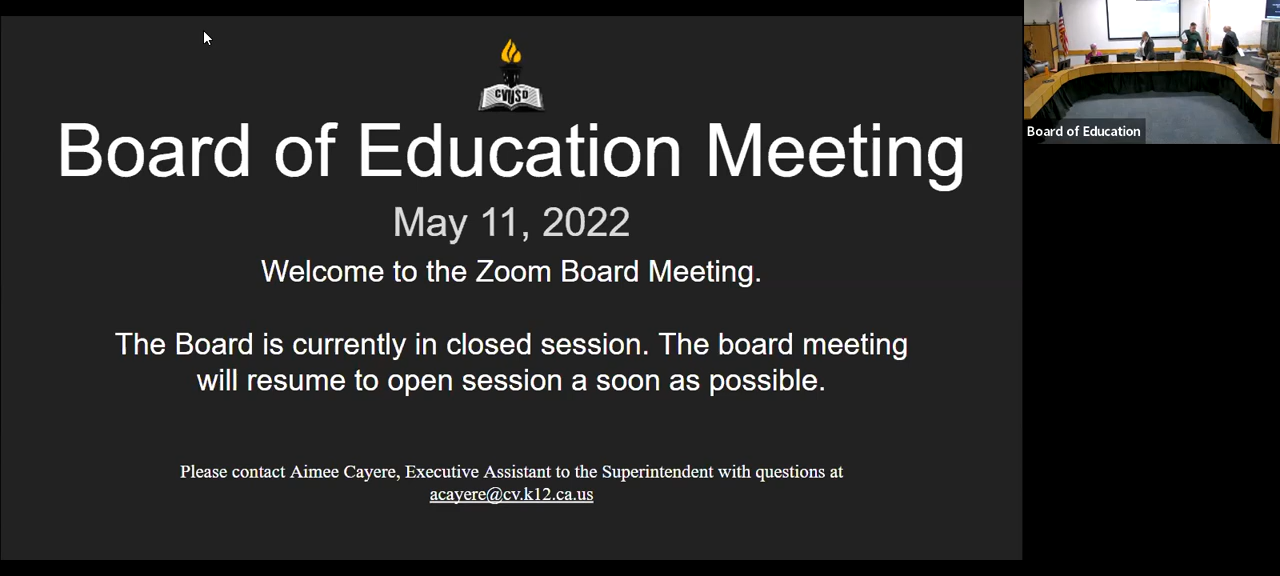 CVUSD
Board of Education Meeting
May 11, 2022
Welcome to the Zoom Board Meeting.
The Board is currently in closed session. The board meeting
will resume to open session a soon as possible.
Please contact Aimee Cayere, Executive Assistant to the Superintendent with questions at
acayere@cv.k12.ca.us
Board of Education